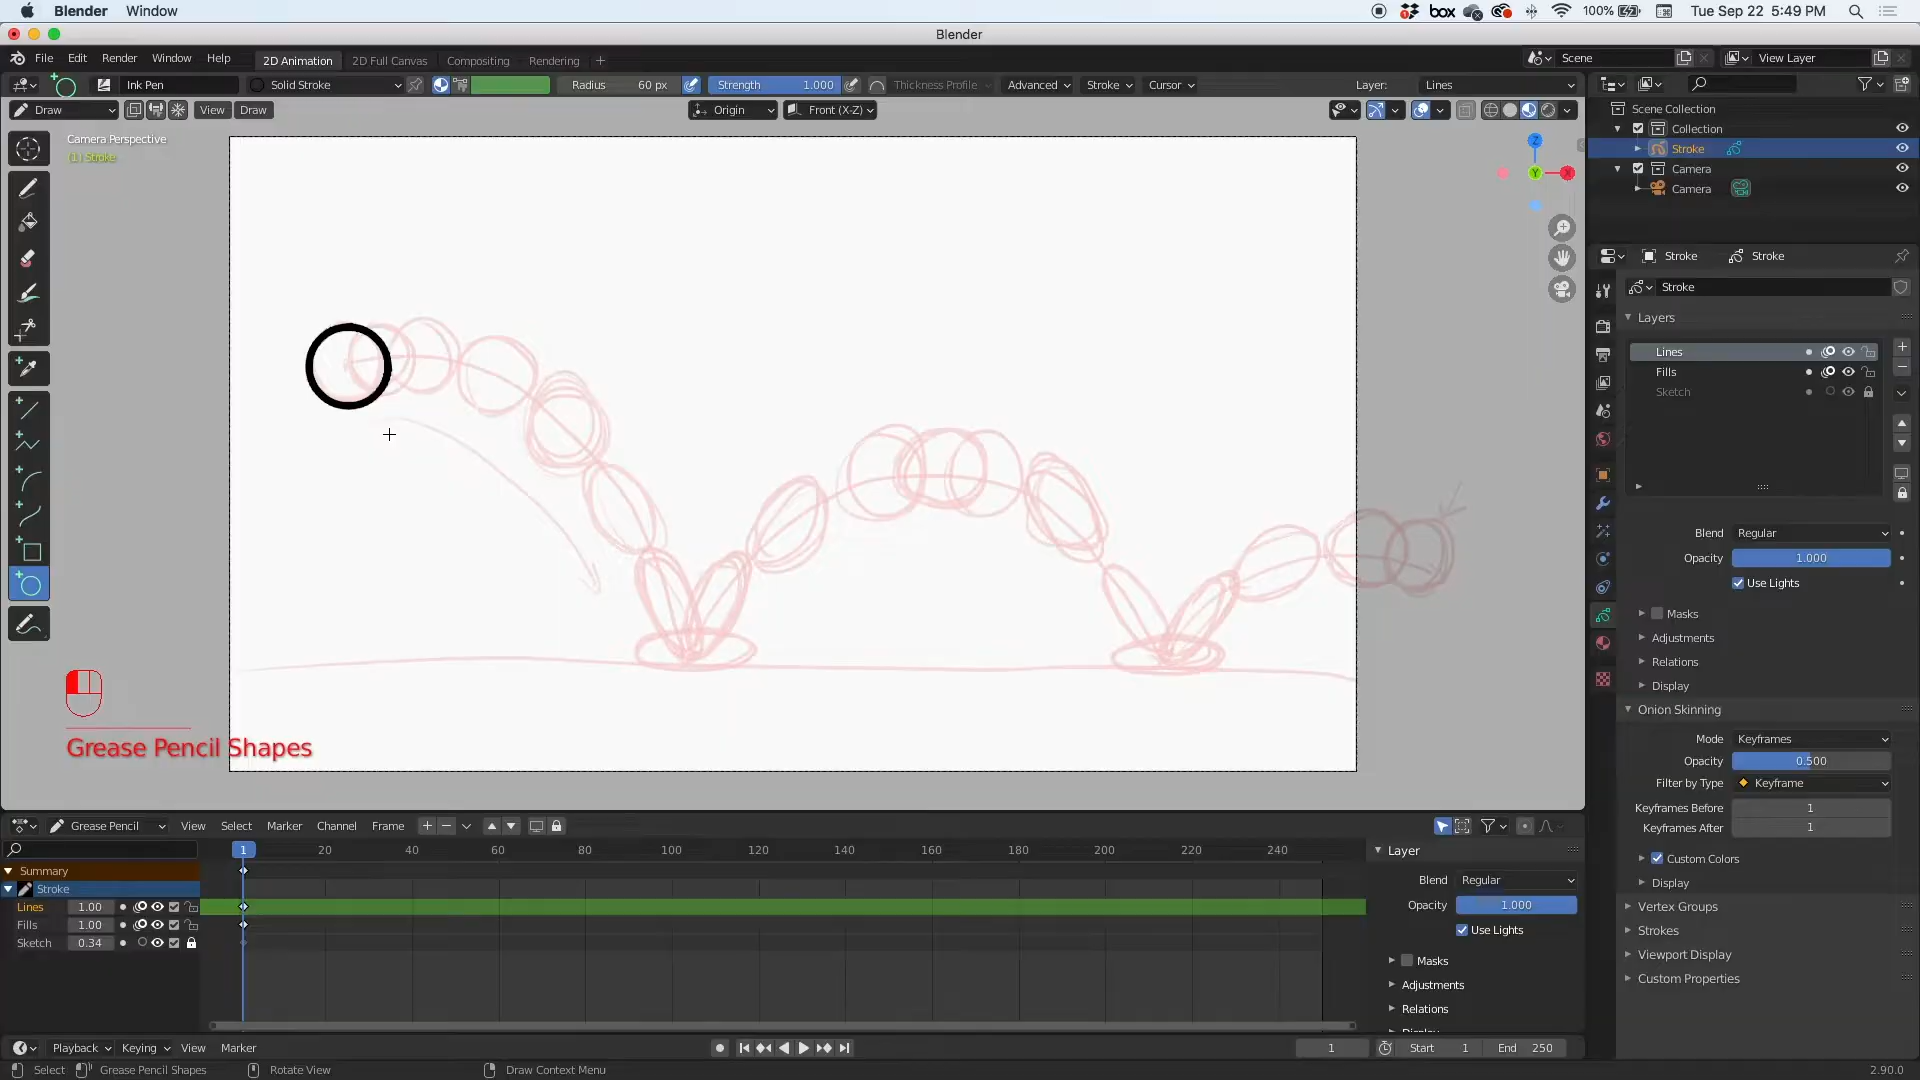 Blender Window
box 100% Tue Sep 22 5:49 PM
Blender
File Edit Render Window Help 2D Animation 2D Full Canvas Compositing Rendering + Scene View Layer
Ink Pen Solid Stroke Radius 60 px Strength 1.000 Thickness Profile Advanced Stroke Cursor Layer: Lines
Draw View Draw Origin Front (X-Z)
Scene Collection
Collection
Stroke
Camera
Camera
Camera Perspective
(1) Stroke
Z
Y
X
Stroke Stroke
Stroke
Layers
Lines
Fills
Sketch
Blend Regular
Opacity 1.000
Use Lights
Masks
Adjustments
Relations
Display
Onion Skinning
Mode Keyframes
Opacity 0.500
Filter by Type Keyframe
Keyframes Before 1
Keyframes After 1
Custom Colors
Display
Vertex Groups
Strokes
Viewport Display
Custom Properties
Grease Pencil Shapes
Grease Pencil View Select Marker Channel Frame
1 20 40 60 80 100 120 140 160 180 200 220 240
Summary
Stroke
Lines 1.00
Fills 1.00
Sketch 0.34
Layer
Blend Regular
Opacity 1.000
Use Lights
Masks
Adjustments
Relations
Display
Playback Keying View Marker 1 Start 1 End 250
Select Grease Pencil Shapes Rotate View Draw Context Menu 2.90.0